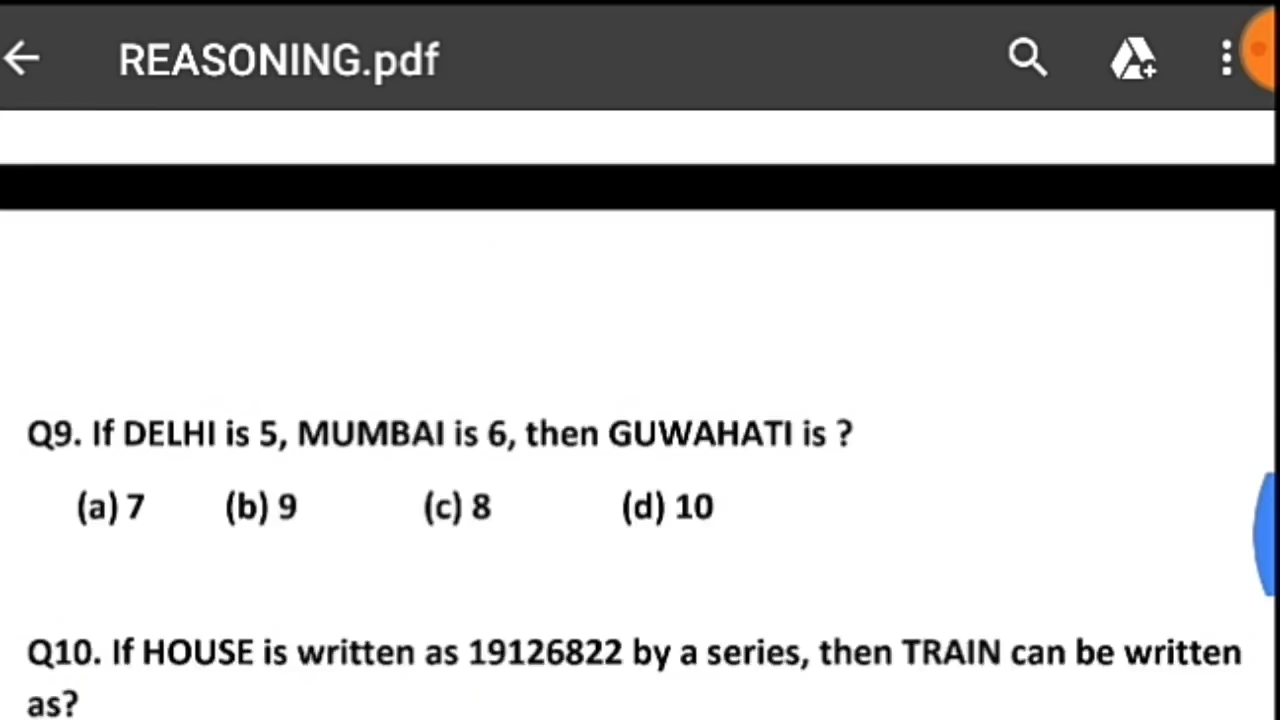 REASONING.pdf
Q9. If DELHI is 5, MUMBAI is 6, then GUWAHATI is ?
(a) 7 (b) 9 (c) 8 (d) 10
Q10. If HOUSE is written as 19126822 by a series, then TRAIN can be written
as?